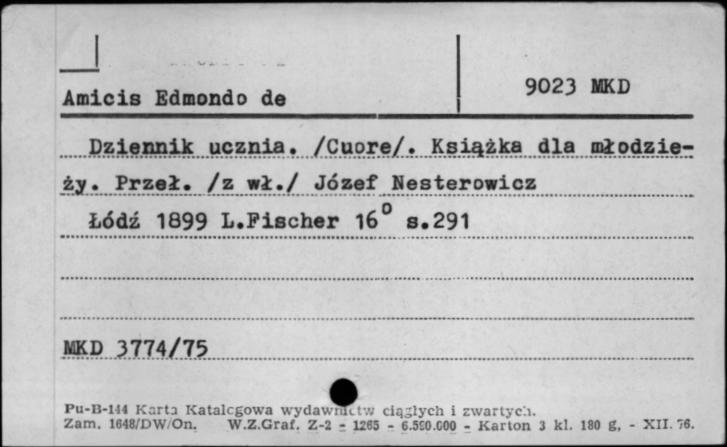 9023 MKD
Amicis Edmondo de
Dziennik ucznia. /Cuore/. Książka dla młodzie-
ży. Przeł. /z wł./ Józef Nesterowicz
Łódź 1899 L.Fischer 16° s.291
MKD 3774/75
Pu-B-144 Karta Katalogowa wydawnictw ciągłych i zwartych.
Zam. 1648/DW/On. W.Z.Graf. Z-2 - 1265 - 6.590.000 - Karton 3 kl. 180 g, - XII. 76.